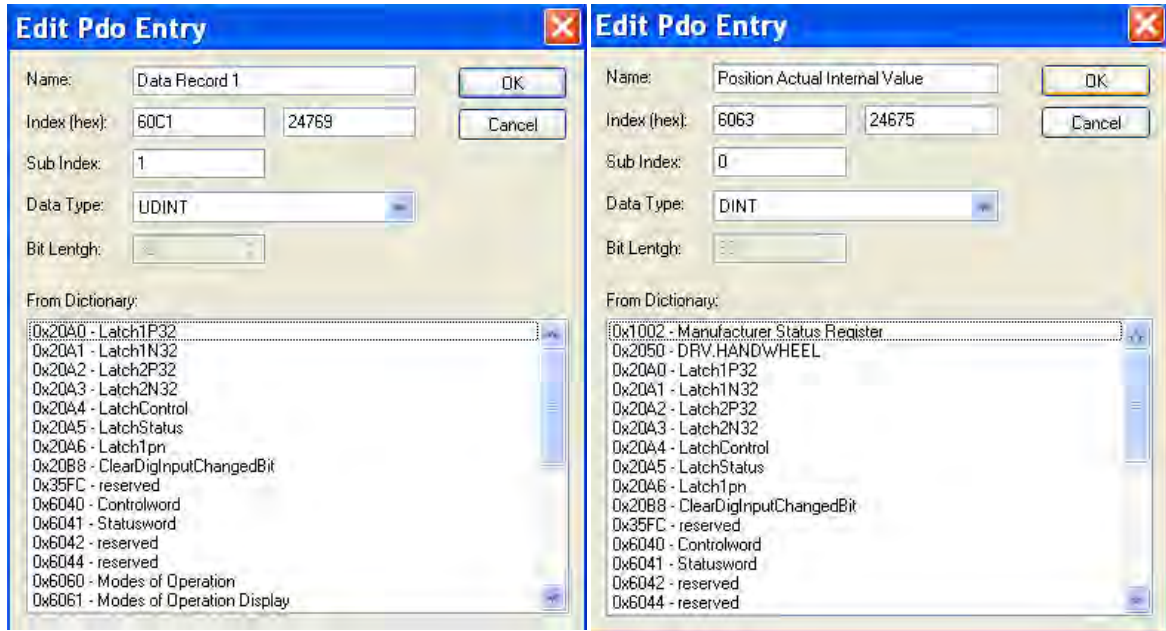 Edit Pdo Entry
Name: Data Record 1 OK
Index (hex): 60C1 24769 Cancel
Sub Index: 1
Data Type: UDINT
Bit Lentgh:
From Dictionary:
0x20A0 - Latch1P32
0x20A1 - Latch1N32
0x20A2 - Latch2P32
0x20A3 - Latch2N32
0x20A4 - LatchControl
0x20A5 - LatchStatus
0x20A6 - Latch1pn
0x20B8 - ClearDigInputChangedBit
0x35FC - reserved
0x6040 - Controlword
0x6041 - Statusword
0x6042 - reserved
0x6044 - reserved
0x6060 - Modes of Operation
0x6061 - Modes of Operation Display
Edit Pdo Entry
Name: Position Actual Internal Value OK
Index (hex): 6063 24675 Cancel
Sub Index: 0
Data Type: DINT
Bit Lentgh:
From Dictionary:
0x1002 - Manufacturer Status Register
0x2050 - DRV.HANDWHEEL
0x20A0 - Latch1P32
0x20A1 - Latch1N32
0x20A2 - Latch2P32
0x20A3 - Latch2N32
0x20A4 - LatchControl
0x20A5 - LatchStatus
0x20A6 - Latch1pn
0x20B8 - ClearDigInputChangedBit
0x35FC - reserved
0x6040 - Controlword
0x6041 - Statusword
0x6042 - reserved
0x6044 - reserved